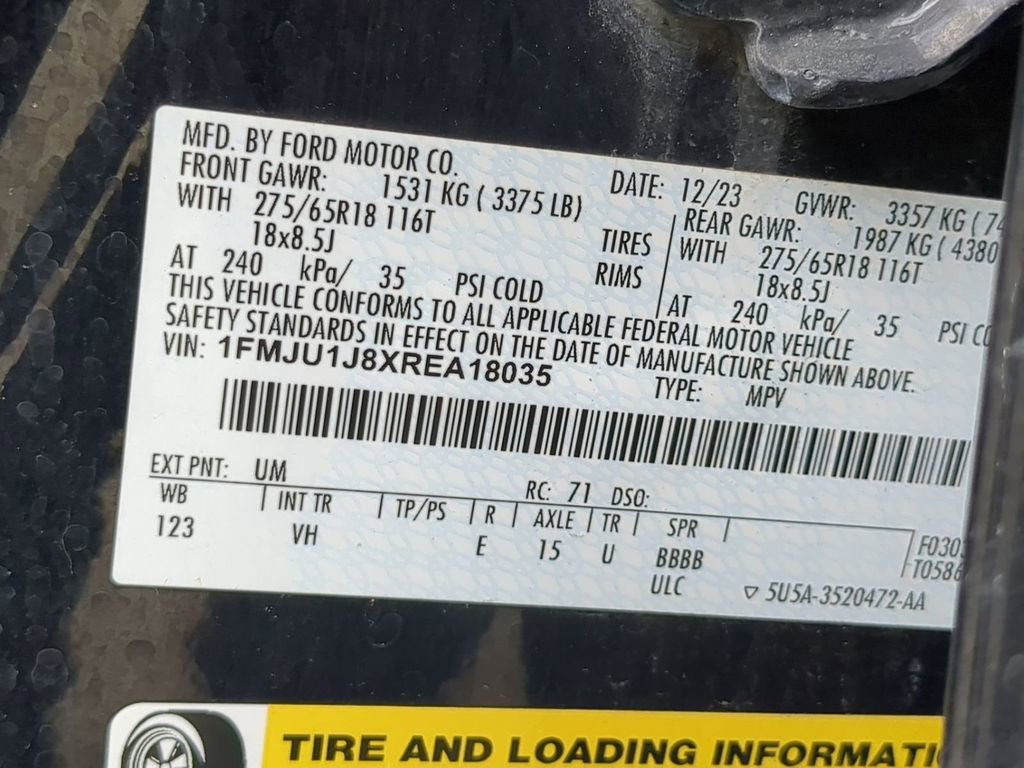 MFD. BY FORD MOTOR CO. DATE: 12/23 GVWR: 3357 KG (
FRONT GAWR: 1531 KG ( 3375 LB) REAR GAWR: 1987 KG ( 4380
WITH 275/65R18 116T TIRES WITH 275/65R18 116T
18x8.5J RIMS 18x8.5J
AT 240 kPa/ 35 PSI COLD AT 240 kPa/ 35 PSI
THIS VEHICLE CONFORMS TO ALL APPLICABLE FEDERAL MOTOR VEHICLE
SAFETY STANDARDS IN EFFECT ON THE DATE OF MANUFACTURE SHOWN ABOVE.
VIN: 1FMJU1J8XREA18035 TYPE: MPV
EXT PNT: UM RC: 71 DSO:
WB | INT TR | TP/PS | R | AXLE | TR | SPR |
123 VH E 15 U BBBB
ULC
▽ 5U5A-3520472-AA
TIRE AND LOADING